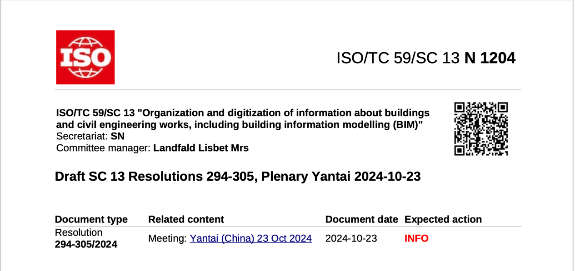 ISO
ISO/TC 59/SC 13 N 1204
ISO/TC 59/SC 13 "Organization and digitization of information about buildings
and civil engineering works, including building information modelling (BIM)"
Secretariat: SN
Committee manager: Landfald Lisbet Mrs
Draft SC 13 Resolutions 294-305, Plenary Yantai 2024-10-23
Document type Related content Document date Expected action
Resolution
294-305/2024 Meeting: Yantai (China) 23 Oct 2024 2024-10-23 INFO